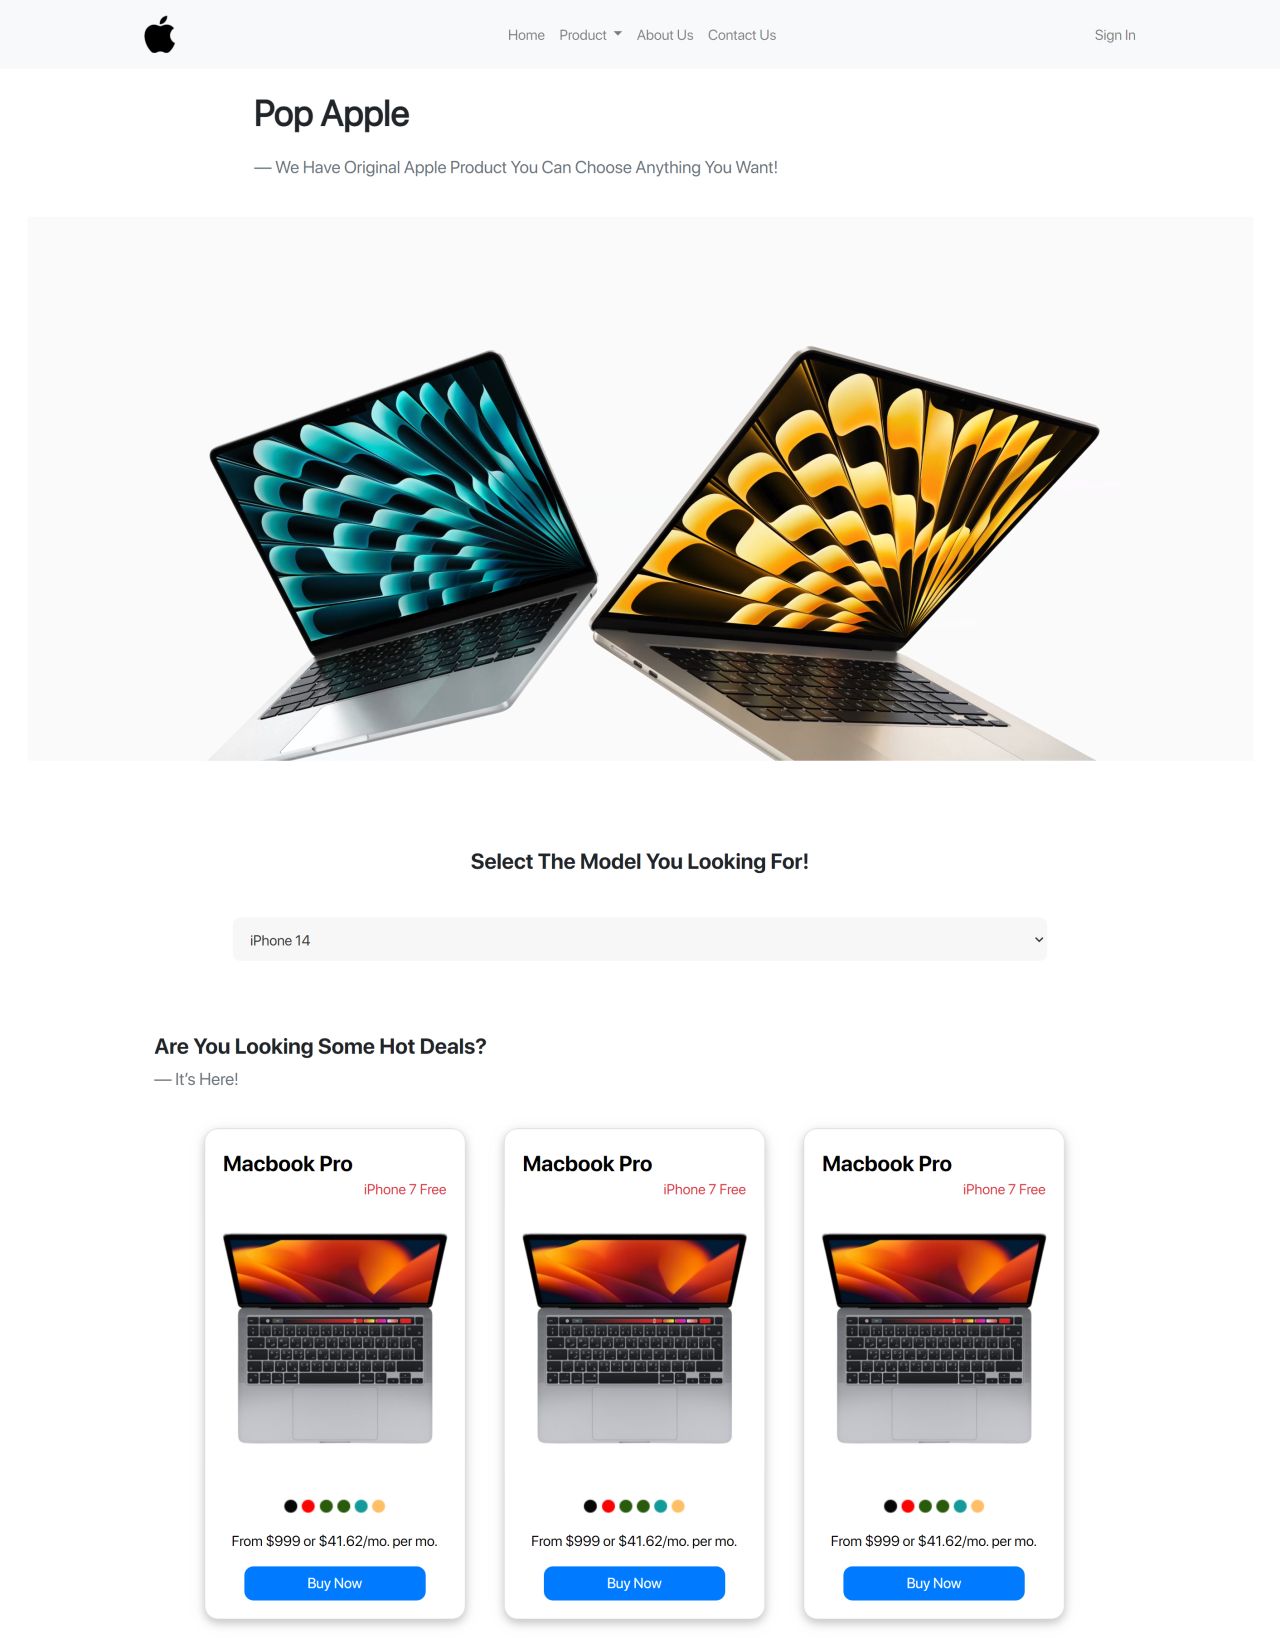 Home Product About Us Contact Us Sign In
Pop Apple
— We Have Original Apple Product You Can Choose Anything You Want!
Select The Model You Looking For!
iPhone 14
Are You Looking Some Hot Deals?
— It's Here!
Macbook Pro
iPhone 7 Free
From $999 or $41.62/mo. per mo.
Buy Now
Macbook Pro
iPhone 7 Free
From $999 or $41.62/mo. per mo.
Buy Now
Macbook Pro
iPhone 7 Free
From $999 or $41.62/mo. per mo.
Buy Now